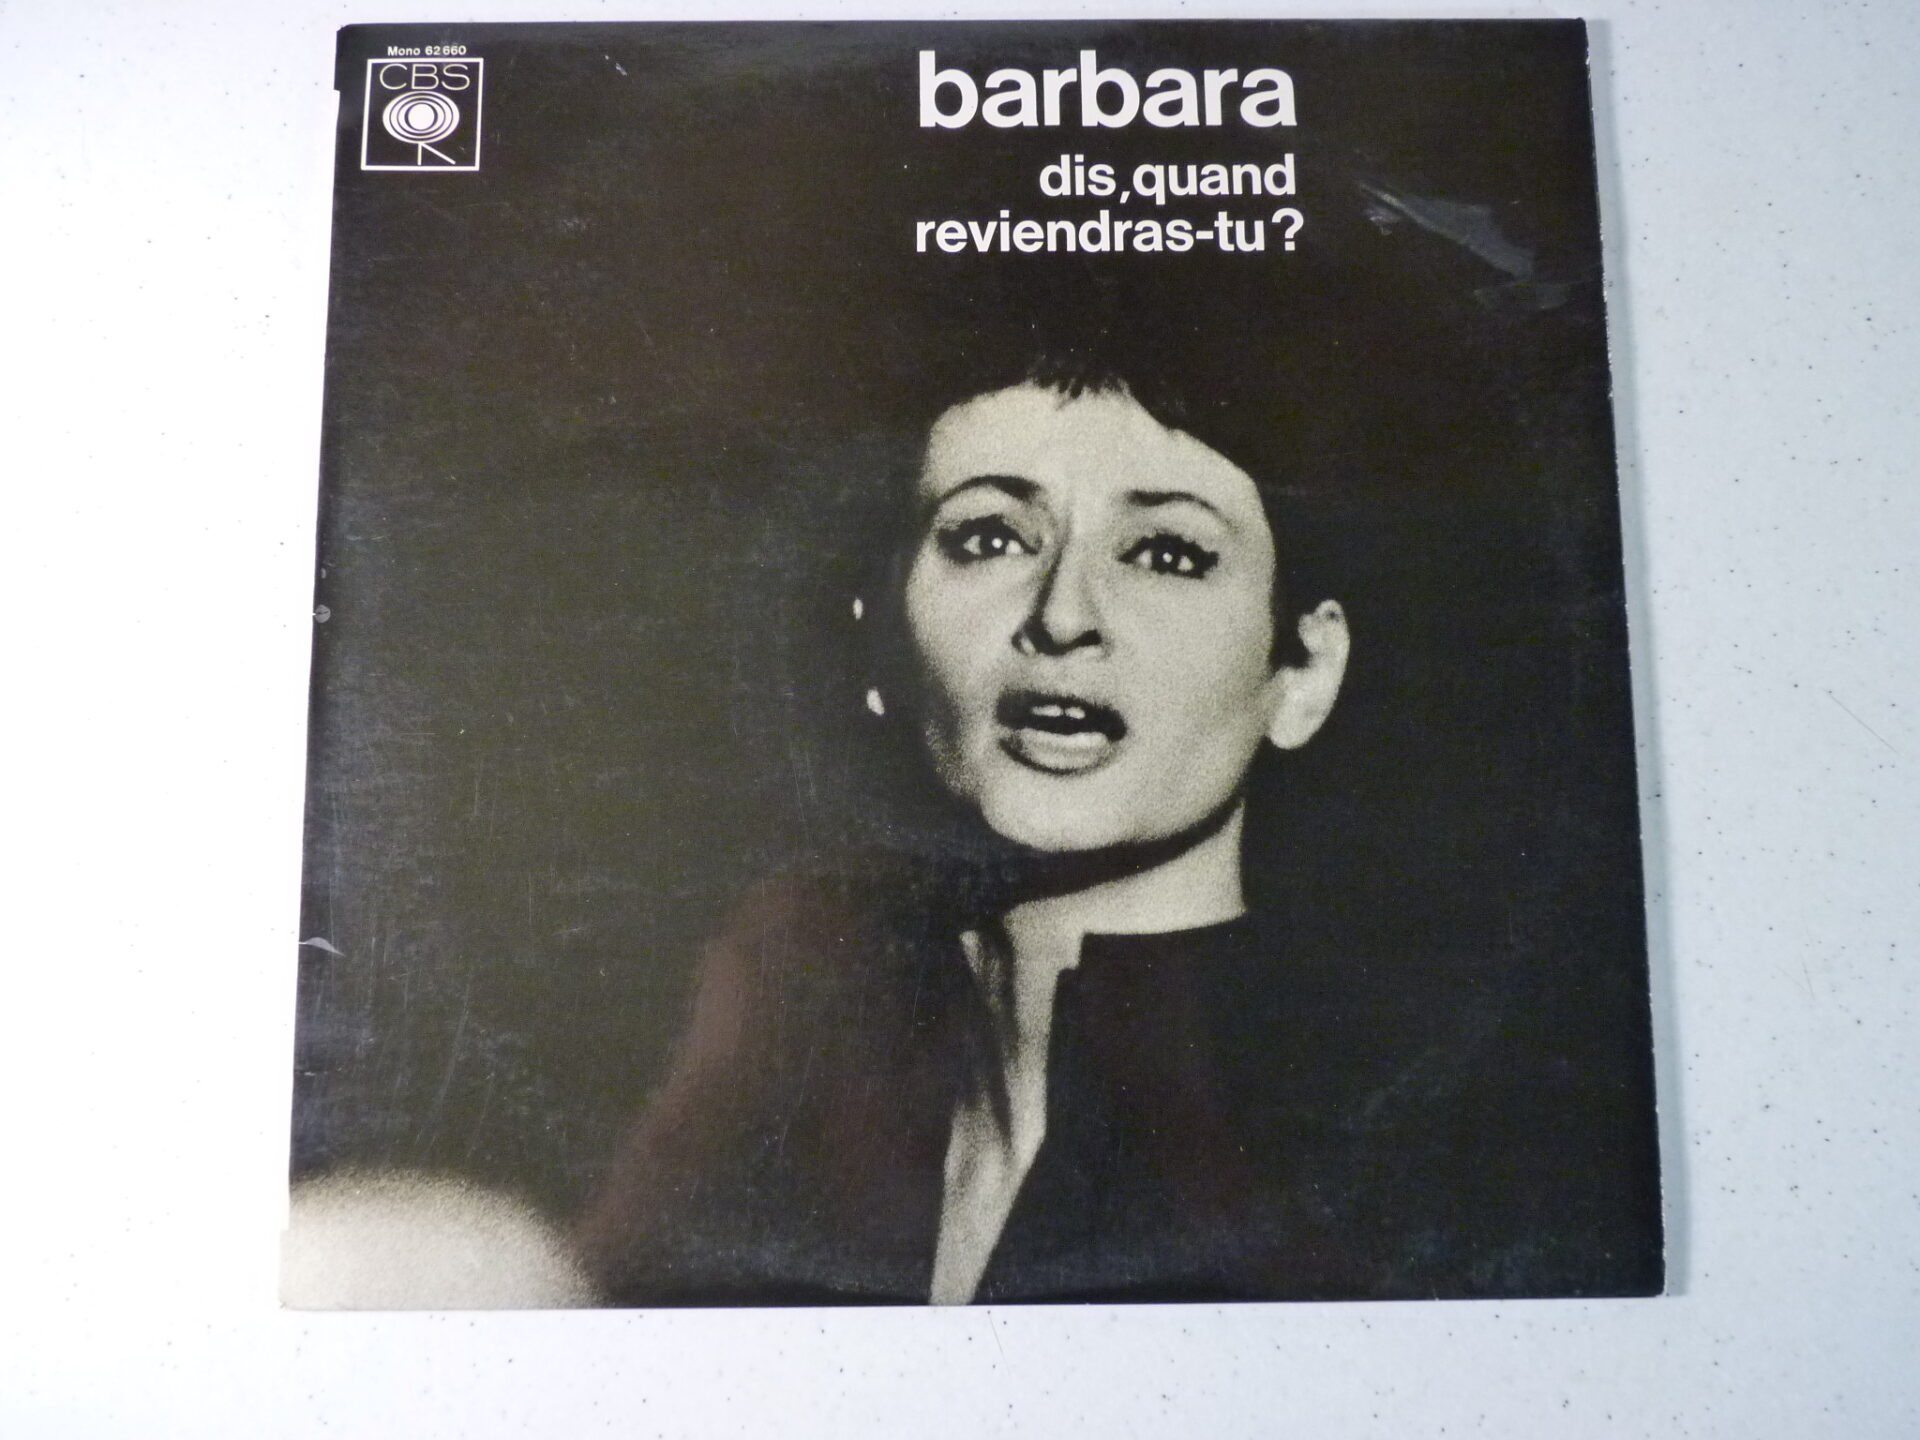 Mono 62 660
CBS
barbara
dis, quand
reviendras-tu ?